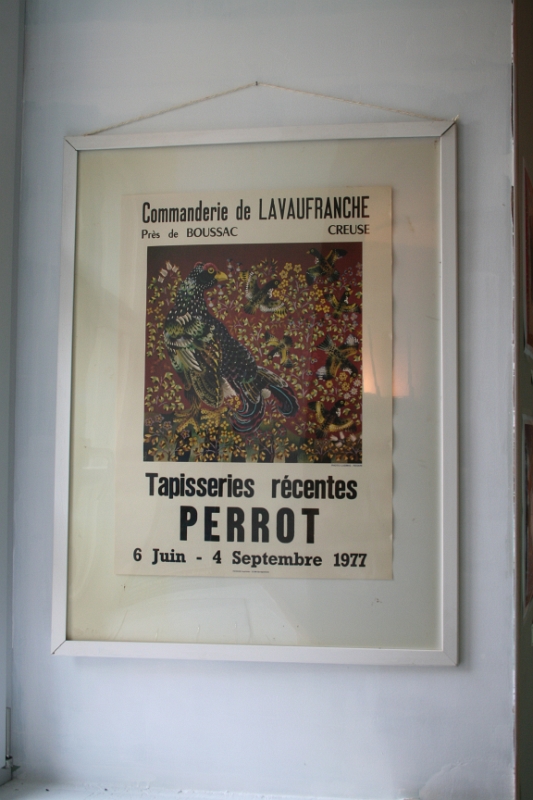 Commanderie de LAVAUFRANCHE
Près de BOUSSAC CREUSE
Tapisseries récentes
PERROT
6 Juin - 4 Septembre 1977